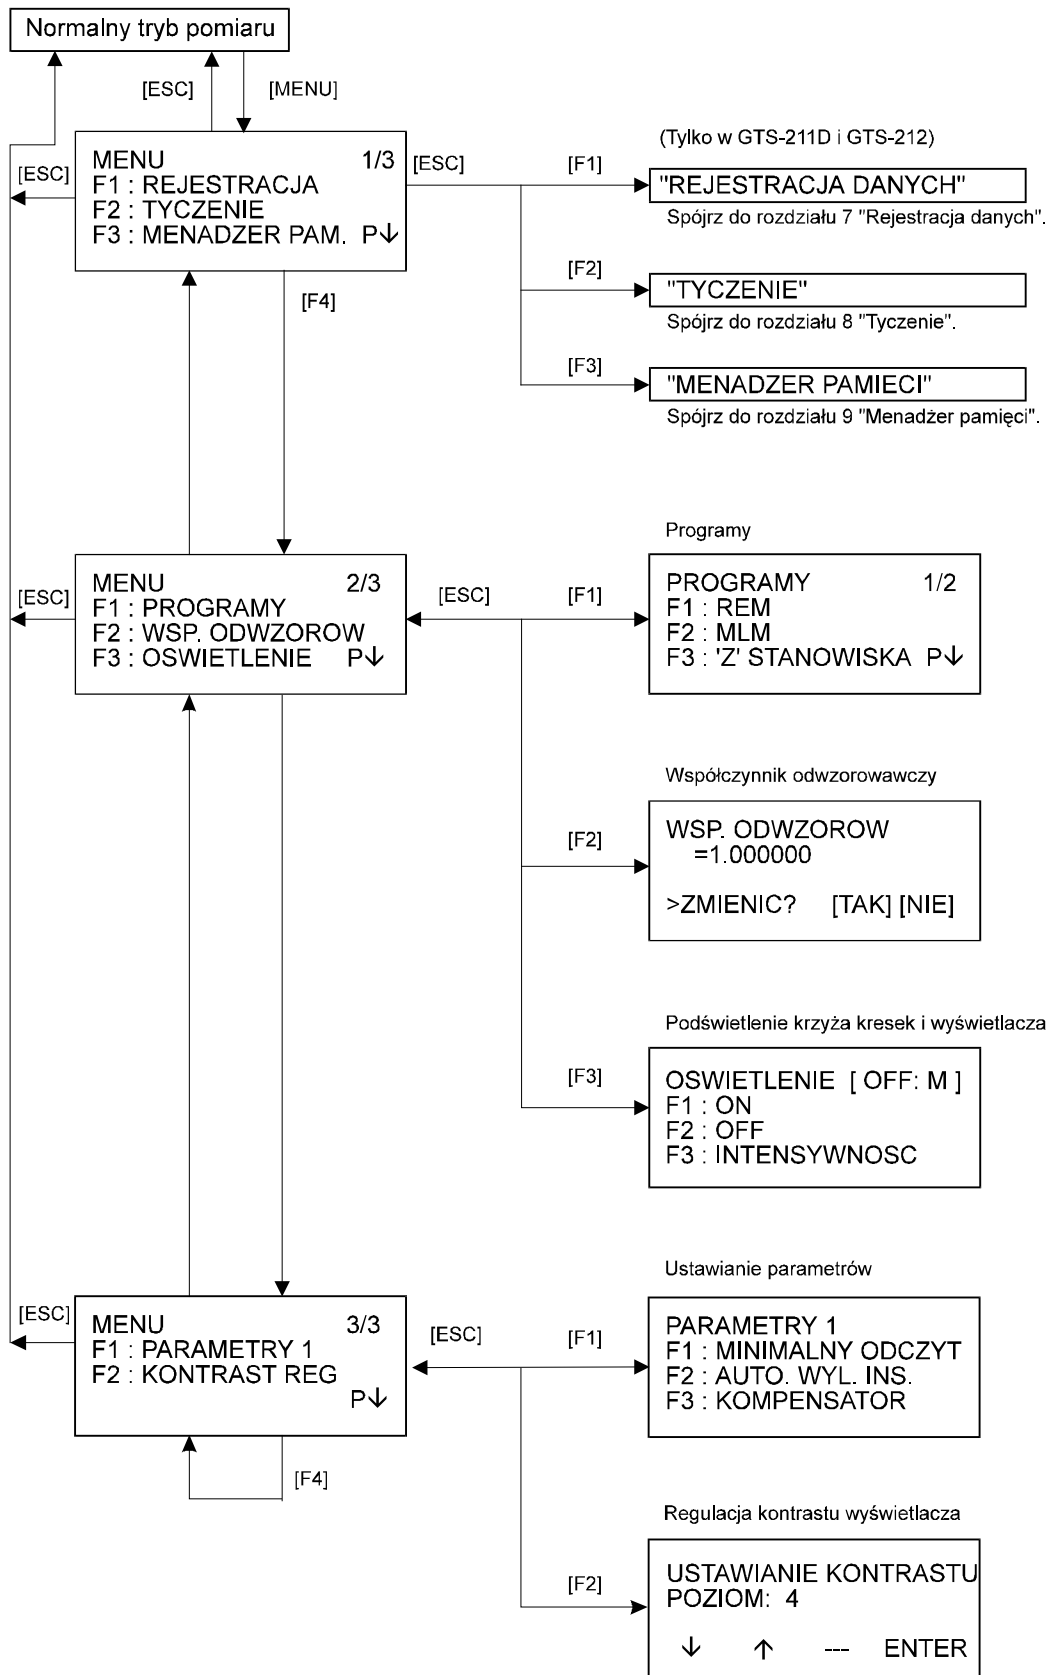 Normalny tryb pomiaru
[ESC]
[MENU]
[ESC]
MENU 1/3
F1 : REJESTRACJA
F2 : TYCZENIE
F3 : MENADZER PAM. P↓
[ESC]
(Tylko w GTS-211D i GTS-212)
[F1]
"REJESTRACJA DANYCH"
Spójrz do rozdziału 7 "Rejestracja danych".
[F2]
"TYCZENIE"
Spójrz do rozdziału 8 "Tyczenie".
[F3]
"MENADZER PAMIECI"
Spójrz do rozdziału 9 "Menadżer pamięci".
[F4]
[ESC]
MENU 2/3
F1 : PROGRAMY
F2 : WSP. ODWZOROW
F3 : OSWIETLENIE P↓
[ESC]
Programy
[F1]
PROGRAMY 1/2
F1 : REM
F2 : MLM
F3 : 'Z' STANOWISKA P↓
Współczynnik odwzorowawczy
[F2]
WSP. ODWZOROW
=1.000000
>ZMIENIC? [TAK] [NIE]
Podświetlenie krzyża kresek i wyświetlacza
[F3]
OSWIETLENIE [ OFF: M ]
F1 : ON
F2 : OFF
F3 : INTENSYWNOSC
[ESC]
MENU 3/3
F1 : PARAMETRY 1
F2 : KONTRAST REG
P↓
[F4]
[ESC]
Ustawianie parametrów
[F1]
PARAMETRY 1
F1 : MINIMALNY ODCZYT
F2 : AUTO. WYL. INS.
F3 : KOMPENSATOR
Regulacja kontrastu wyświetlacza
[F2]
USTAWIANIE KONTRASTU
POZIOM: 4
↓ ↑ --- ENTER